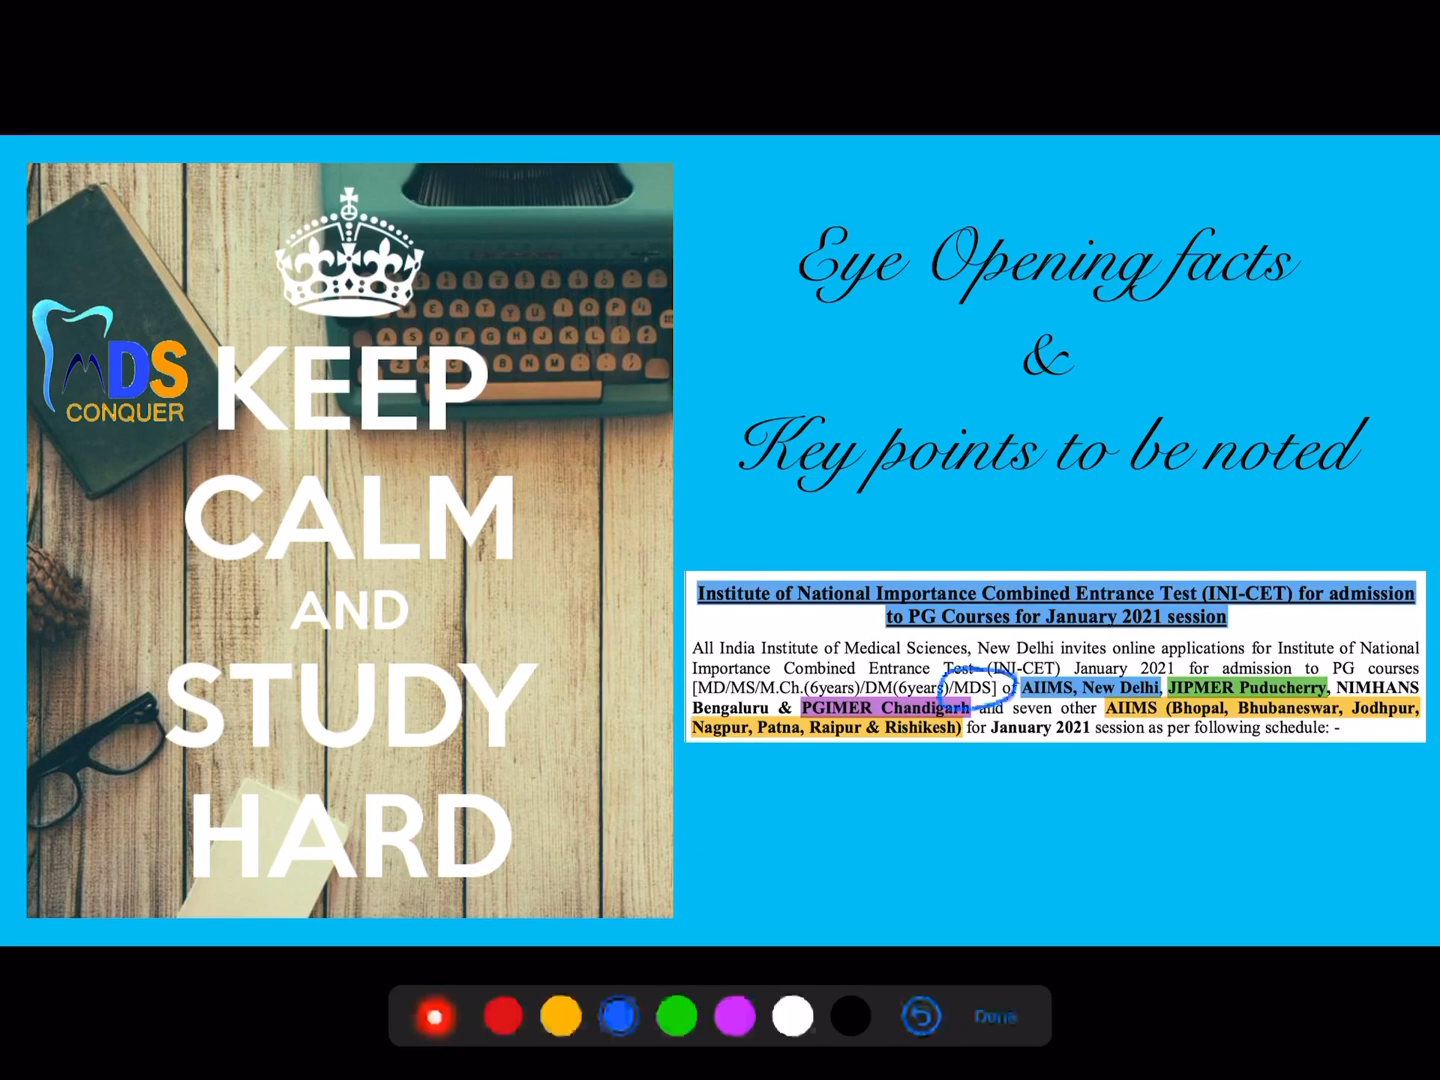 MDS
CONQUER
KEEP
CALM
AND
STUDY
HARD
Eye Opening facts
&
Key points to be noted
Institute of National Importance Combined Entrance Test (INI-CET) for admission
to PG Courses for January 2021 session
All India Institute of Medical Sciences, New Delhi invites online applications for Institute of National
Importance Combined Entrance Test (INI-CET) January 2021 for admission to PG courses
[MD/MS/M.Ch.(6years)/DM(6years)/MDS] of AIIMS, New Delhi, JIPMER Puducherry, NIMHANS
Bengaluru & PGIMER Chandigarh and seven other AIIMS (Bhopal, Bhubaneswar, Jodhpur,
Nagpur, Patna, Raipur & Rishikesh) for January 2021 session as per following schedule: -
Done